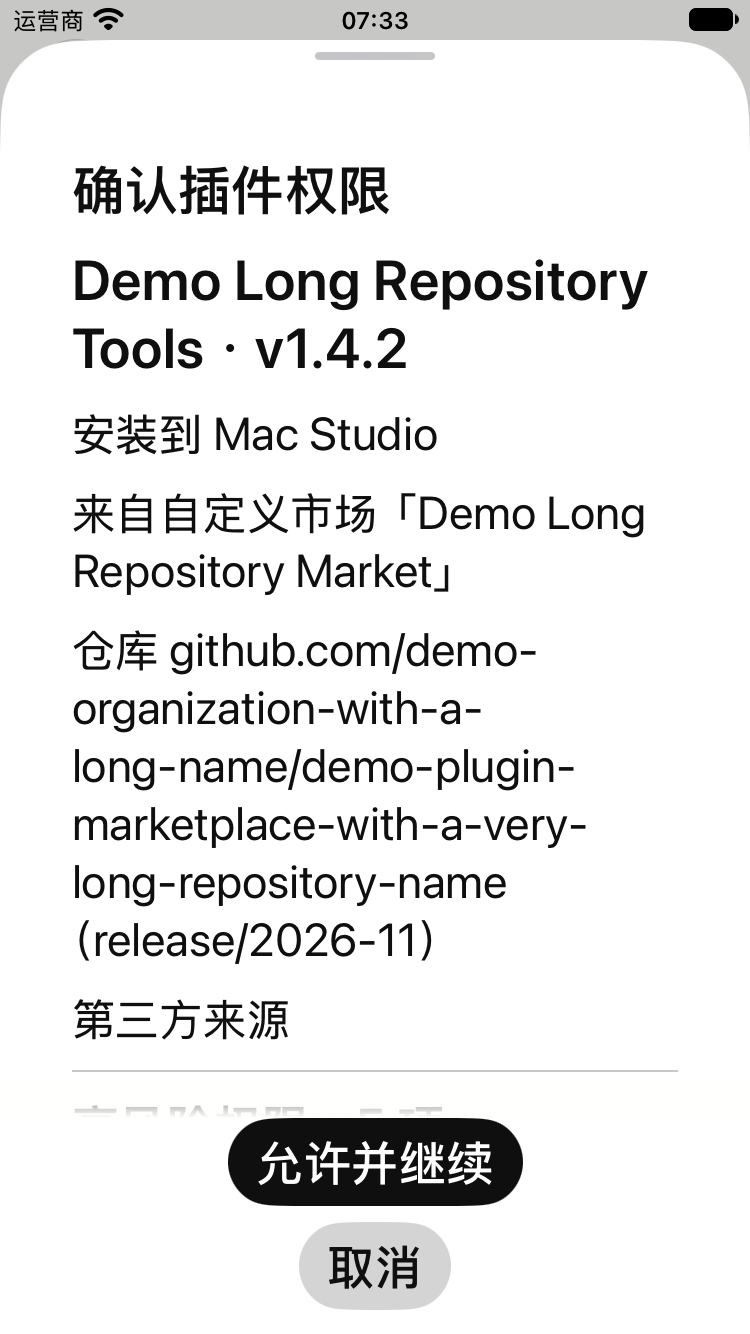 运营商
07:33
确认插件权限
Demo Long Repository
Tools · v1.4.2
安装到 Mac Studio
来自自定义市场「Demo Long
Repository Market」
仓库 github.com/demo-
organization-with-a-
long-name/demo-plugin-
marketplace-with-a-very-
long-repository-name
（release/2026-11）
第三方来源
允许并继续
取消